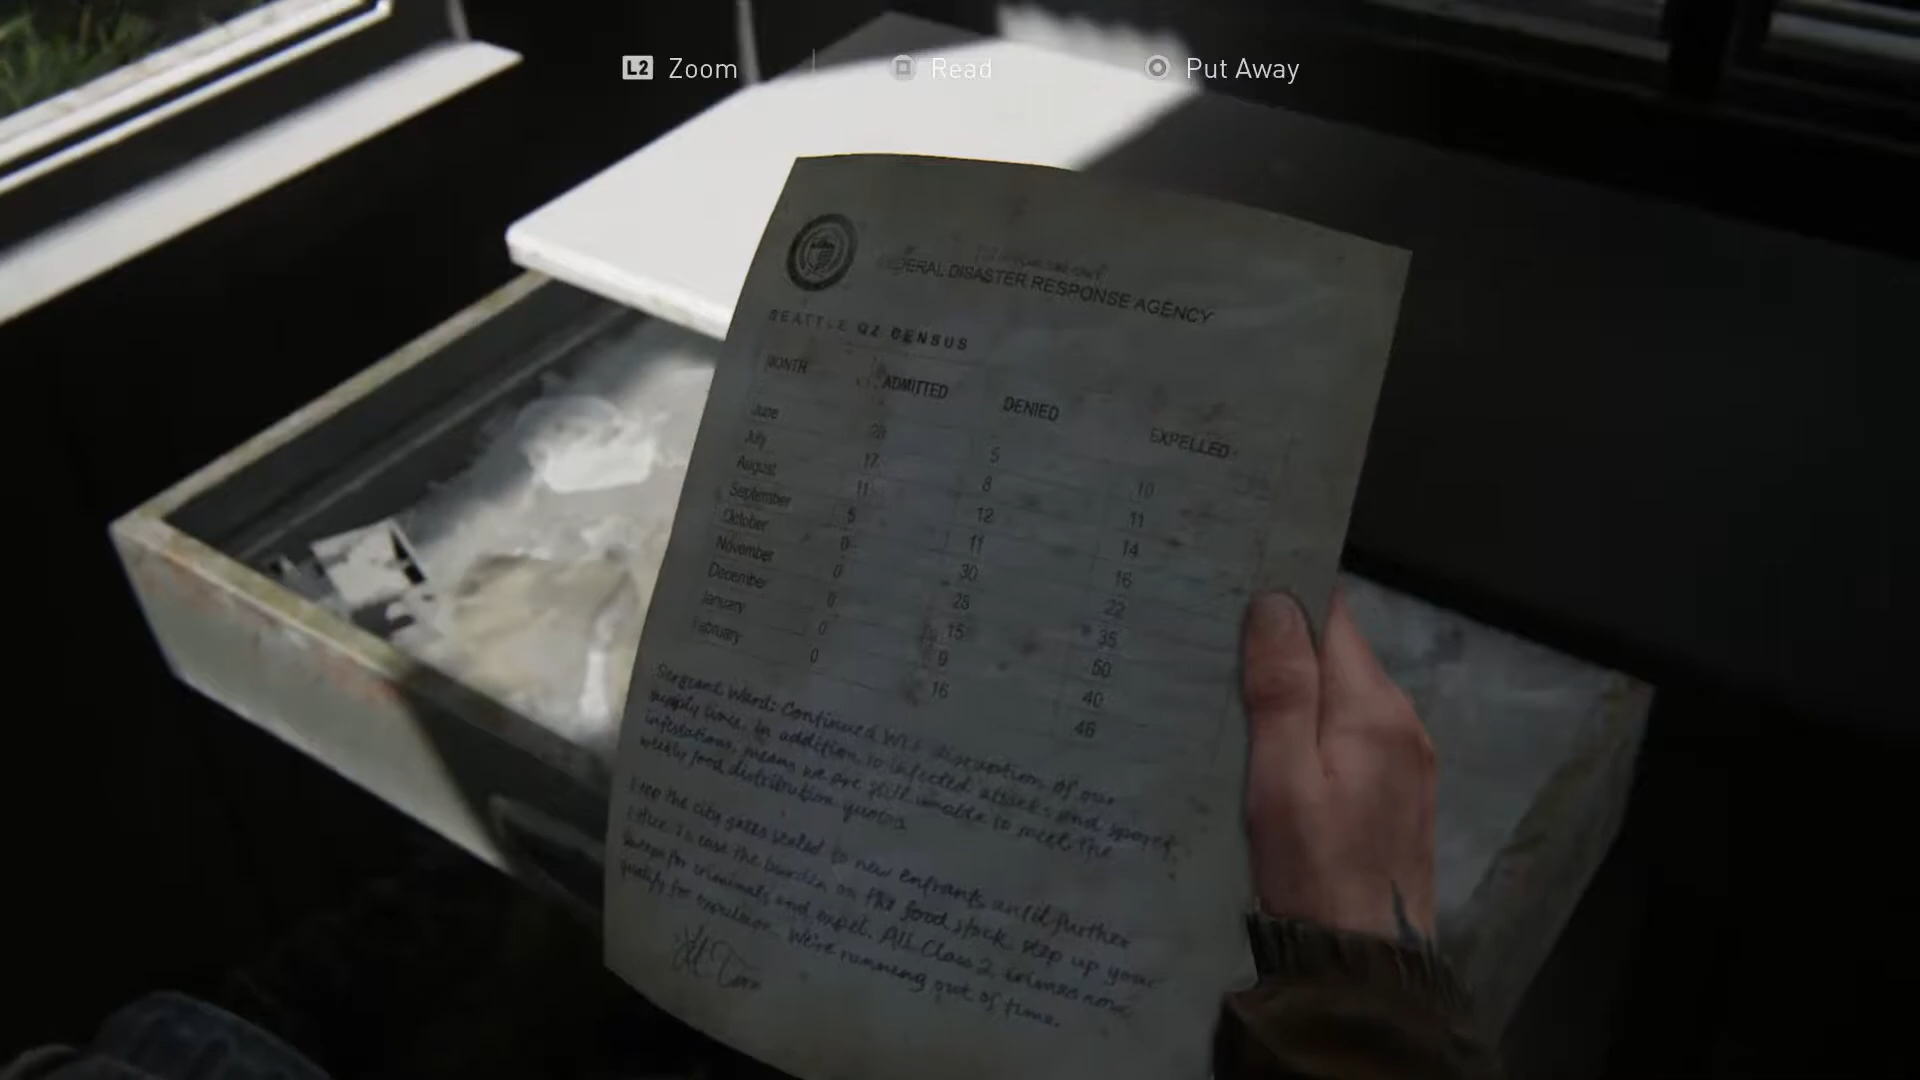 L2 Zoom Read Put Away
FEDERAL DISASTER RESPONSE AGENCY
SEATTLE QZ CENSUS
MONTH ADMITTED DENIED EXPELLED
June 28 5 10
July 17 8 11
August 11 12 14
September 5 11 16
October 0 30 22
November 0 28 35
December 0 15 50
January 0 9 40
February 0 16 46
Sergeant Ward: Continued WLF disruption of our
supply lines, in addition to infected attacks and spores
infestations, means we are still unable to meet the
weekly food distribution quotas.
Keep the city gates sealed to new entrants until further
notice. To ease the burden on the food stock, step up your
sweeps for criminals and expel. All Class 2 crimes now
qualify for expulsion. We're running out of time.